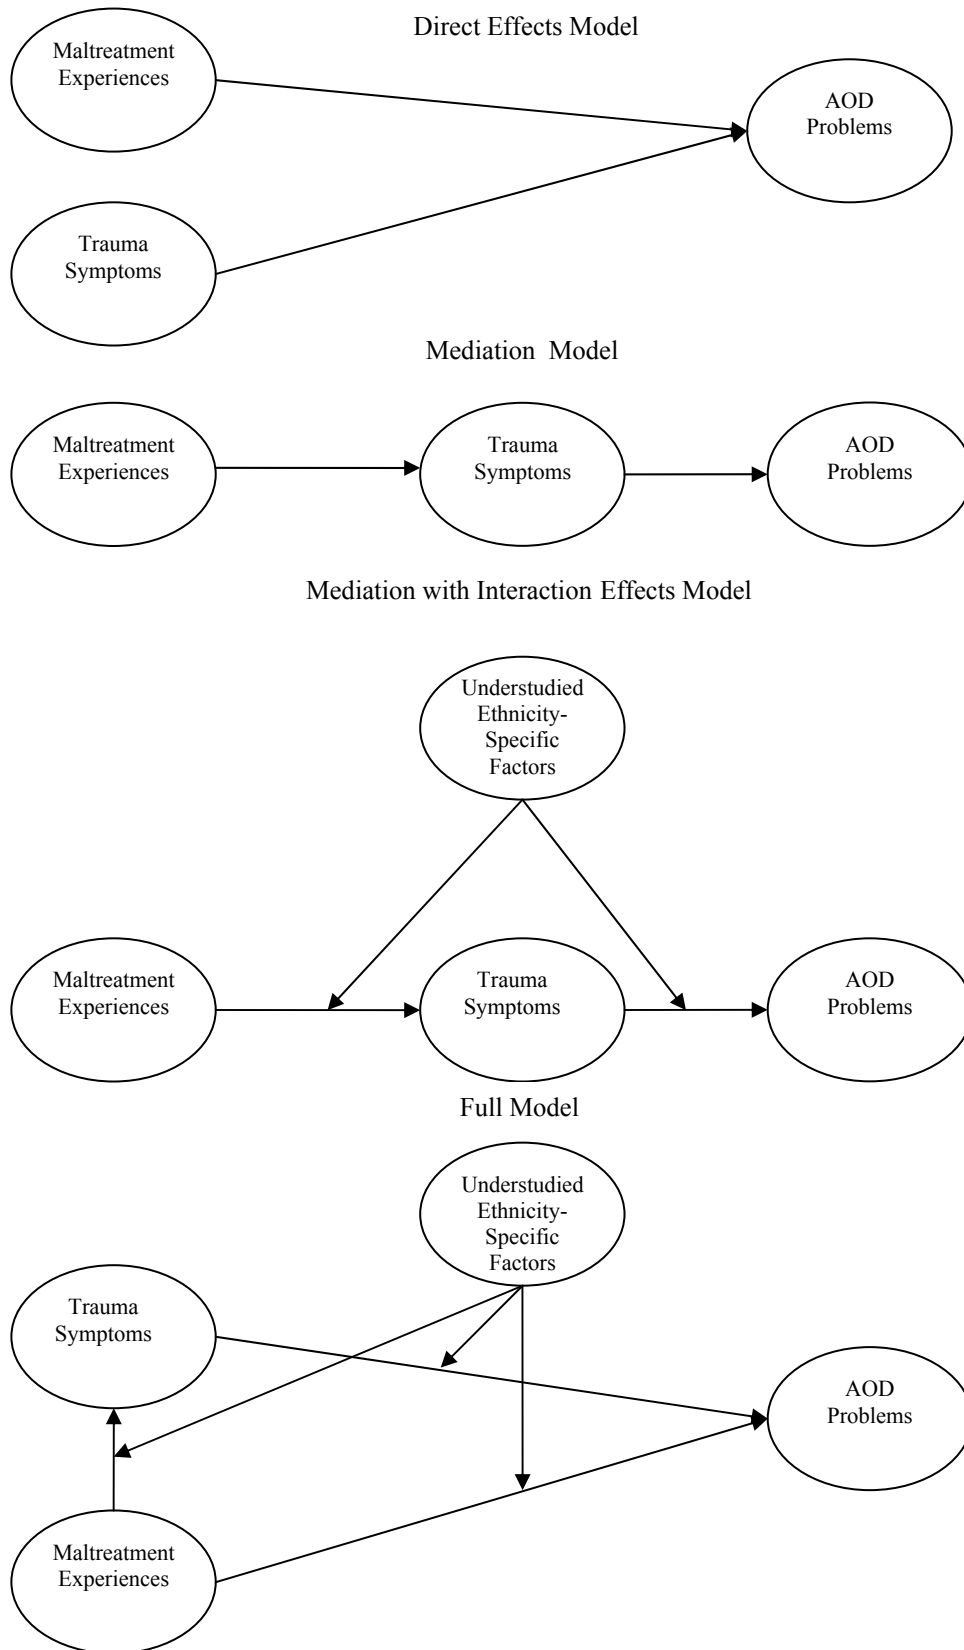 Direct Effects Model
Maltreatment
Experiences
AOD
Problems
Trauma
Symptoms
Mediation Model
Maltreatment
Experiences
Trauma
Symptoms
AOD
Problems
Mediation with Interaction Effects Model
Understudied
Ethnicity-
Specific
Factors
Maltreatment
Experiences
Trauma
Symptoms
AOD
Problems
Full Model
Understudied
Ethnicity-
Specific
Factors
Trauma
Symptoms
AOD
Problems
Maltreatment
Experiences